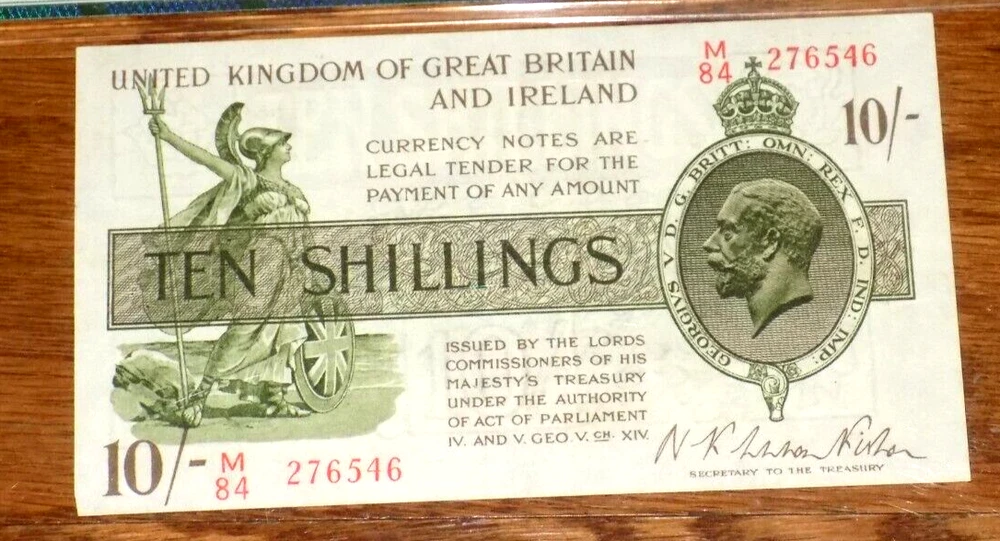 UNITED KINGDOM OF GREAT BRITAIN
AND IRELAND
M
84
276546
10/-
CURRENCY NOTES ARE
LEGAL TENDER FOR THE
PAYMENT OF ANY AMOUNT
TEN SHILLINGS
GEORGIVS V D. G. BRITT: OMN: REX F. D. IND: IMP:
ISSUED BY THE LORDS
COMMISSIONERS OF HIS
MAJESTY'S TREASURY
UNDER THE AUTHORITY
OF ACT OF PARLIAMENT
IV. AND V. GEO. V. CH. XIV.
10/-
M
84
276546
SECRETARY TO THE TREASURY